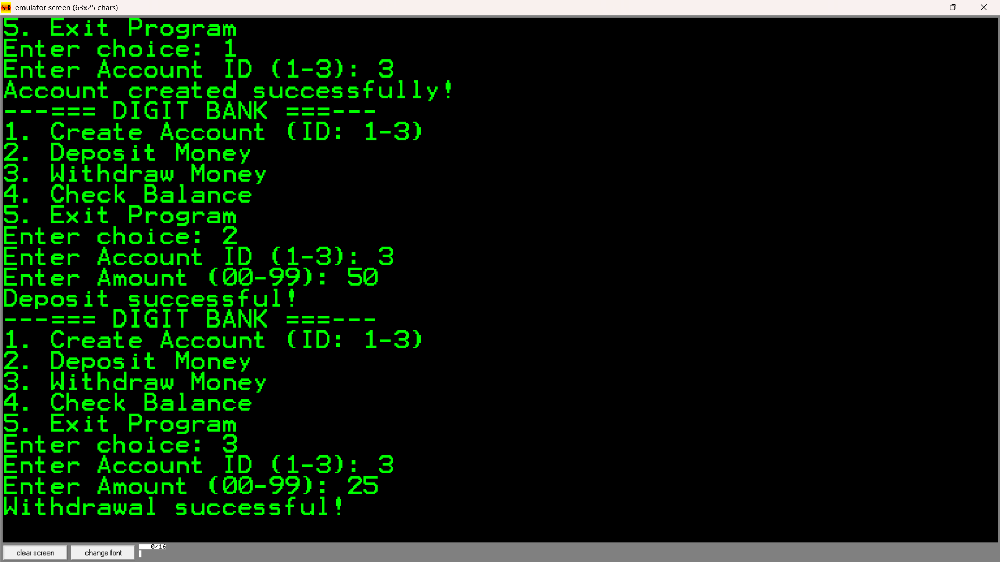 emulator screen (63x25 chars)
5. Exit Program
Enter choice: 1
Enter Account ID (1-3): 3
Account created successfully!
---=== DIGIT BANK ===---
1. Create Account (ID: 1-3)
2. Deposit Money
3. Withdraw Money
4. Check Balance
5. Exit Program
Enter choice: 2
Enter Account ID (1-3): 3
Enter Amount (00-99): 50
Deposit successful!
---=== DIGIT BANK ===---
1. Create Account (ID: 1-3)
2. Deposit Money
3. Withdraw Money
4. Check Balance
5. Exit Program
Enter choice: 3
Enter Account ID (1-3): 3
Enter Amount (00-99): 25
Withdrawal successful!
clear screen change font 0/16